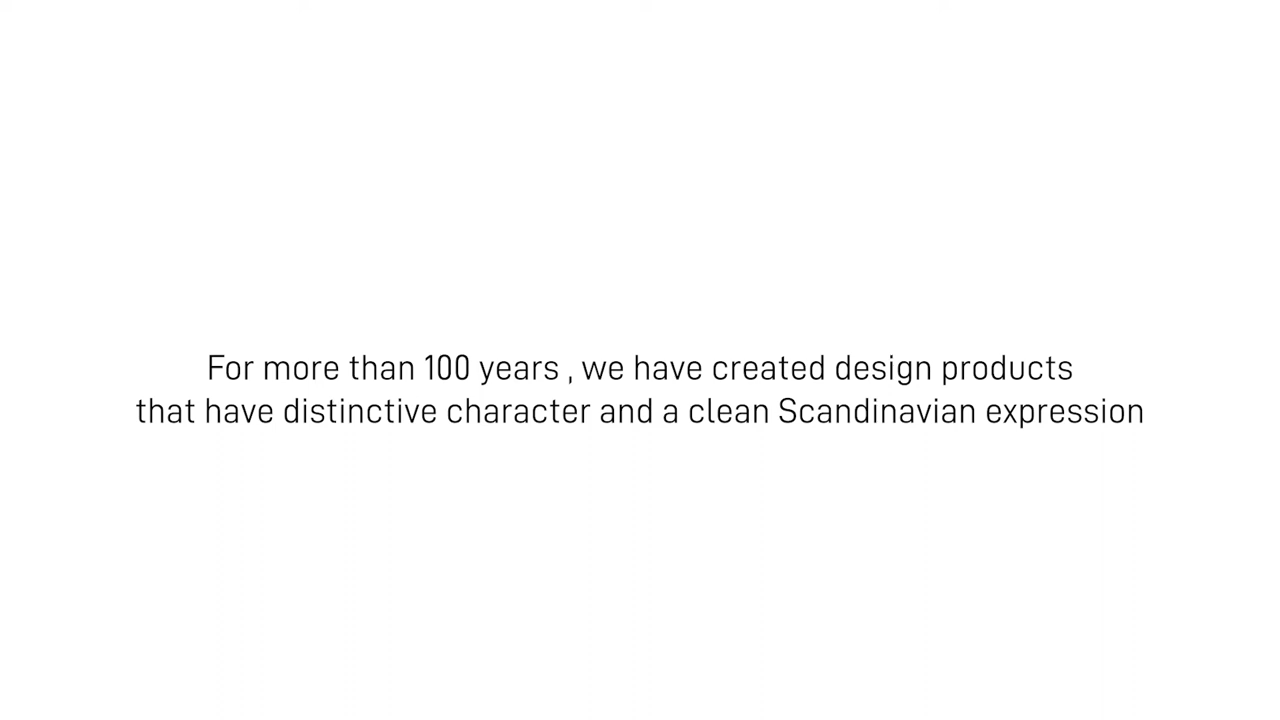 For more than 100 years , we have created design products
that have distinctive character and a clean Scandinavian expression